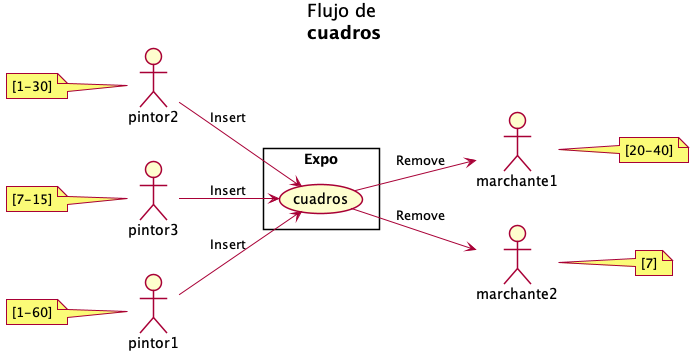 Flujo de
cuadros
[1-30]
pintor2
Insert
Expo
cuadros
[7-15]
pintor3
Insert
[1-60]
pintor1
Insert
Remove
marchante1
[20-40]
Remove
marchante2
[7]